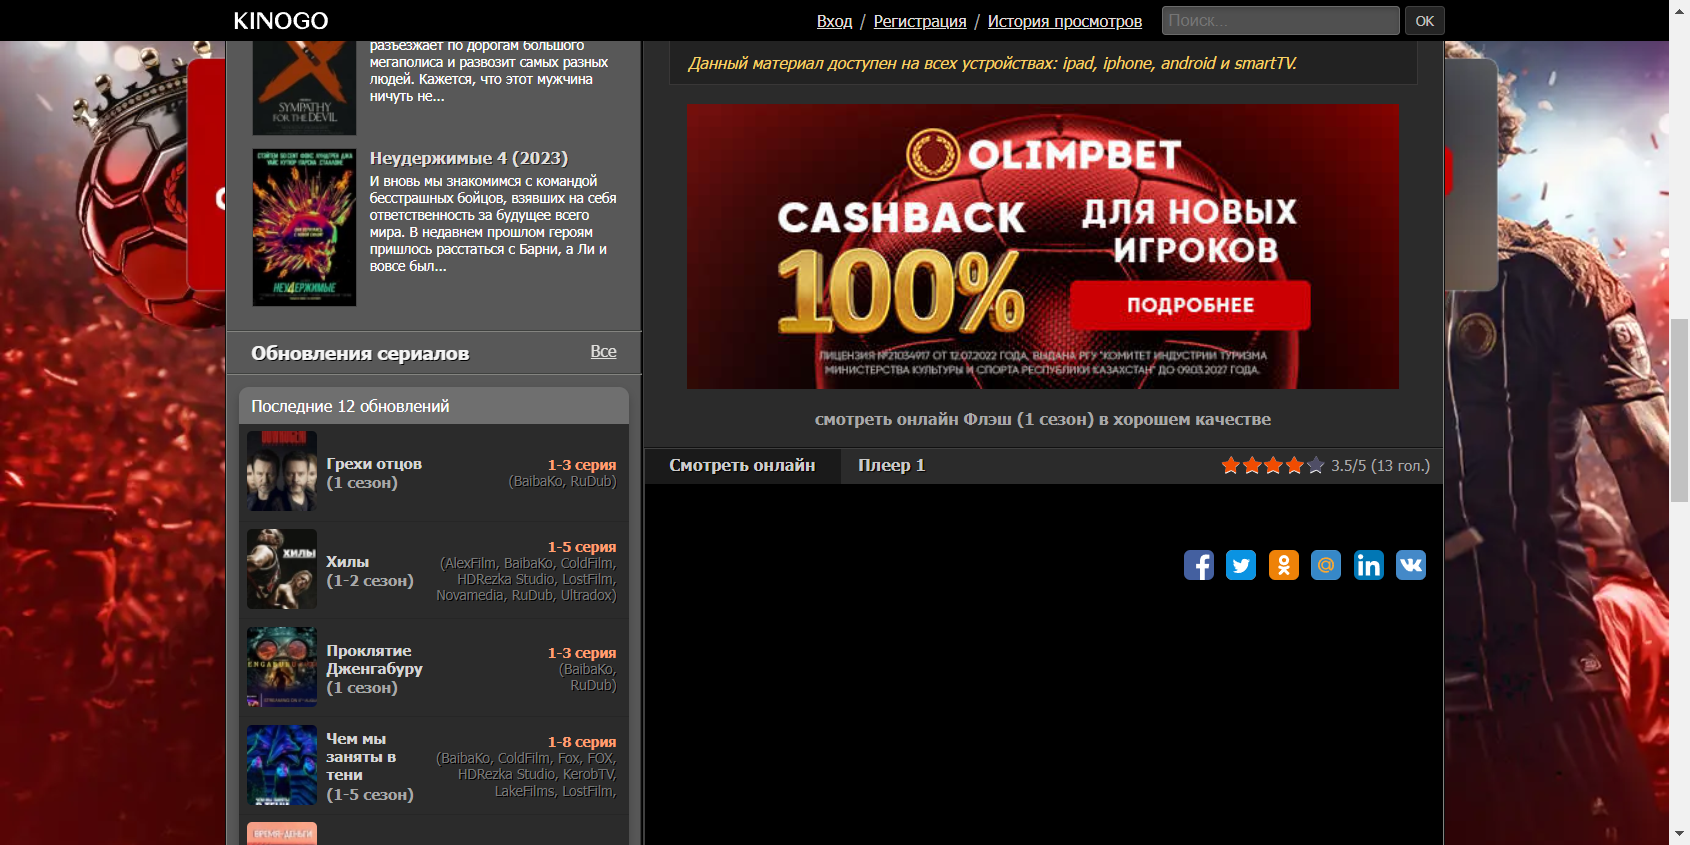 KINOGO
Вход / Регистрация / История просмотров
Поиск...
OK
разъезжает по дорогам большого
мегаполиса и развозит самых разных
людей. Кажется, что этот мужчина
ничуть не...
SYMPATHY
FOR THE DEVIL
Неудержимые 4 (2023)
И вновь мы знакомимся с командой
бесстрашных бойцов, взявших на себя
ответственность за будущее всего
мира. В недавнем прошлом героям
пришлось расстаться с Барни, а Ли и
вовсе был...
НЕУДЕРЖИМЫЕ
Обновления сериалов
Все
Последние 12 обновлений
Грехи отцов
(1 сезон)
1-3 серия
(BaibaKo, RuDub)
ХИЛЫ
Хилы
(1-2 сезон)
1-5 серия
(AlexFilm, BaibaKo, ColdFilm,
HDRezka Studio, LostFilm,
Novamedia, RuDub, Ultradox)
Проклятие
Дженгабуру
(1 сезон)
1-3 серия
(BaibaKo,
RuDub)
Чем мы
заняты в
тени
(1-5 сезон)
1-8 серия
(BaibaKo, ColdFilm, Fox, FOX,
HDRezka Studio, KerobTV,
LakeFilms, LostFilm,
ВРЕМЯ-ДЕНЬГИ
Данный материал доступен на всех устройствах: ipad, iphone, android и smartTV.
OLIMPBET
CASHBACK
100%
ДЛЯ НОВЫХ
ИГРОКОВ
ПОДРОБНЕЕ
ЛИЦЕНЗИЯ №21034917 ОТ 12.07.2022 ГОДА, ВЫДАНА РГУ "КОМИТЕТ ИНДУСТРИИ ТУРИЗМА
МИНИСТЕРСТВА КУЛЬТУРЫ И СПОРТА РЕСПУБЛИКИ КАЗАХСТАН" ДО 09.03.2027 ГОДА.
смотреть онлайн Флэш (1 сезон) в хорошем качестве
Смотреть онлайн
Плеер 1
3.5/5 (13 гол.)